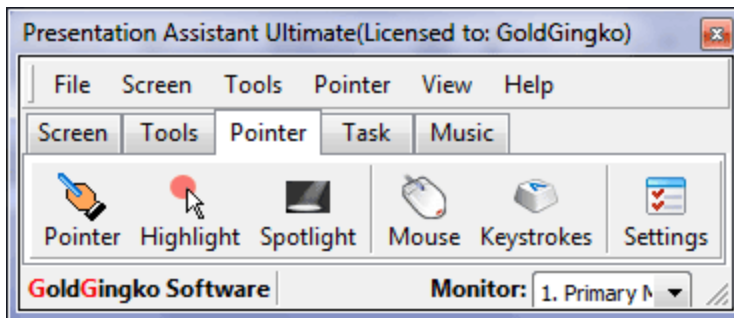 Presentation Assistant Ultimate(Licensed to: GoldGingko)
File Screen Tools Pointer View Help
Screen Tools Pointer Task Music
Pointer Highlight Spotlight Mouse Keystrokes Settings
GoldGingko Software Monitor: 1. Primary